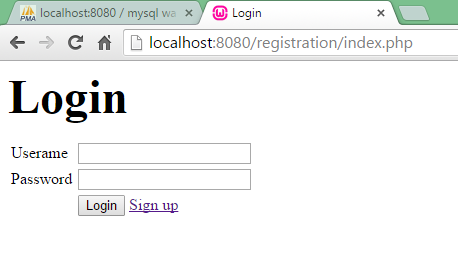 localhost:8080 / mysql wa
Login
localhost:8080/registration/index.php
Login
Userame
Password
Login Sign up